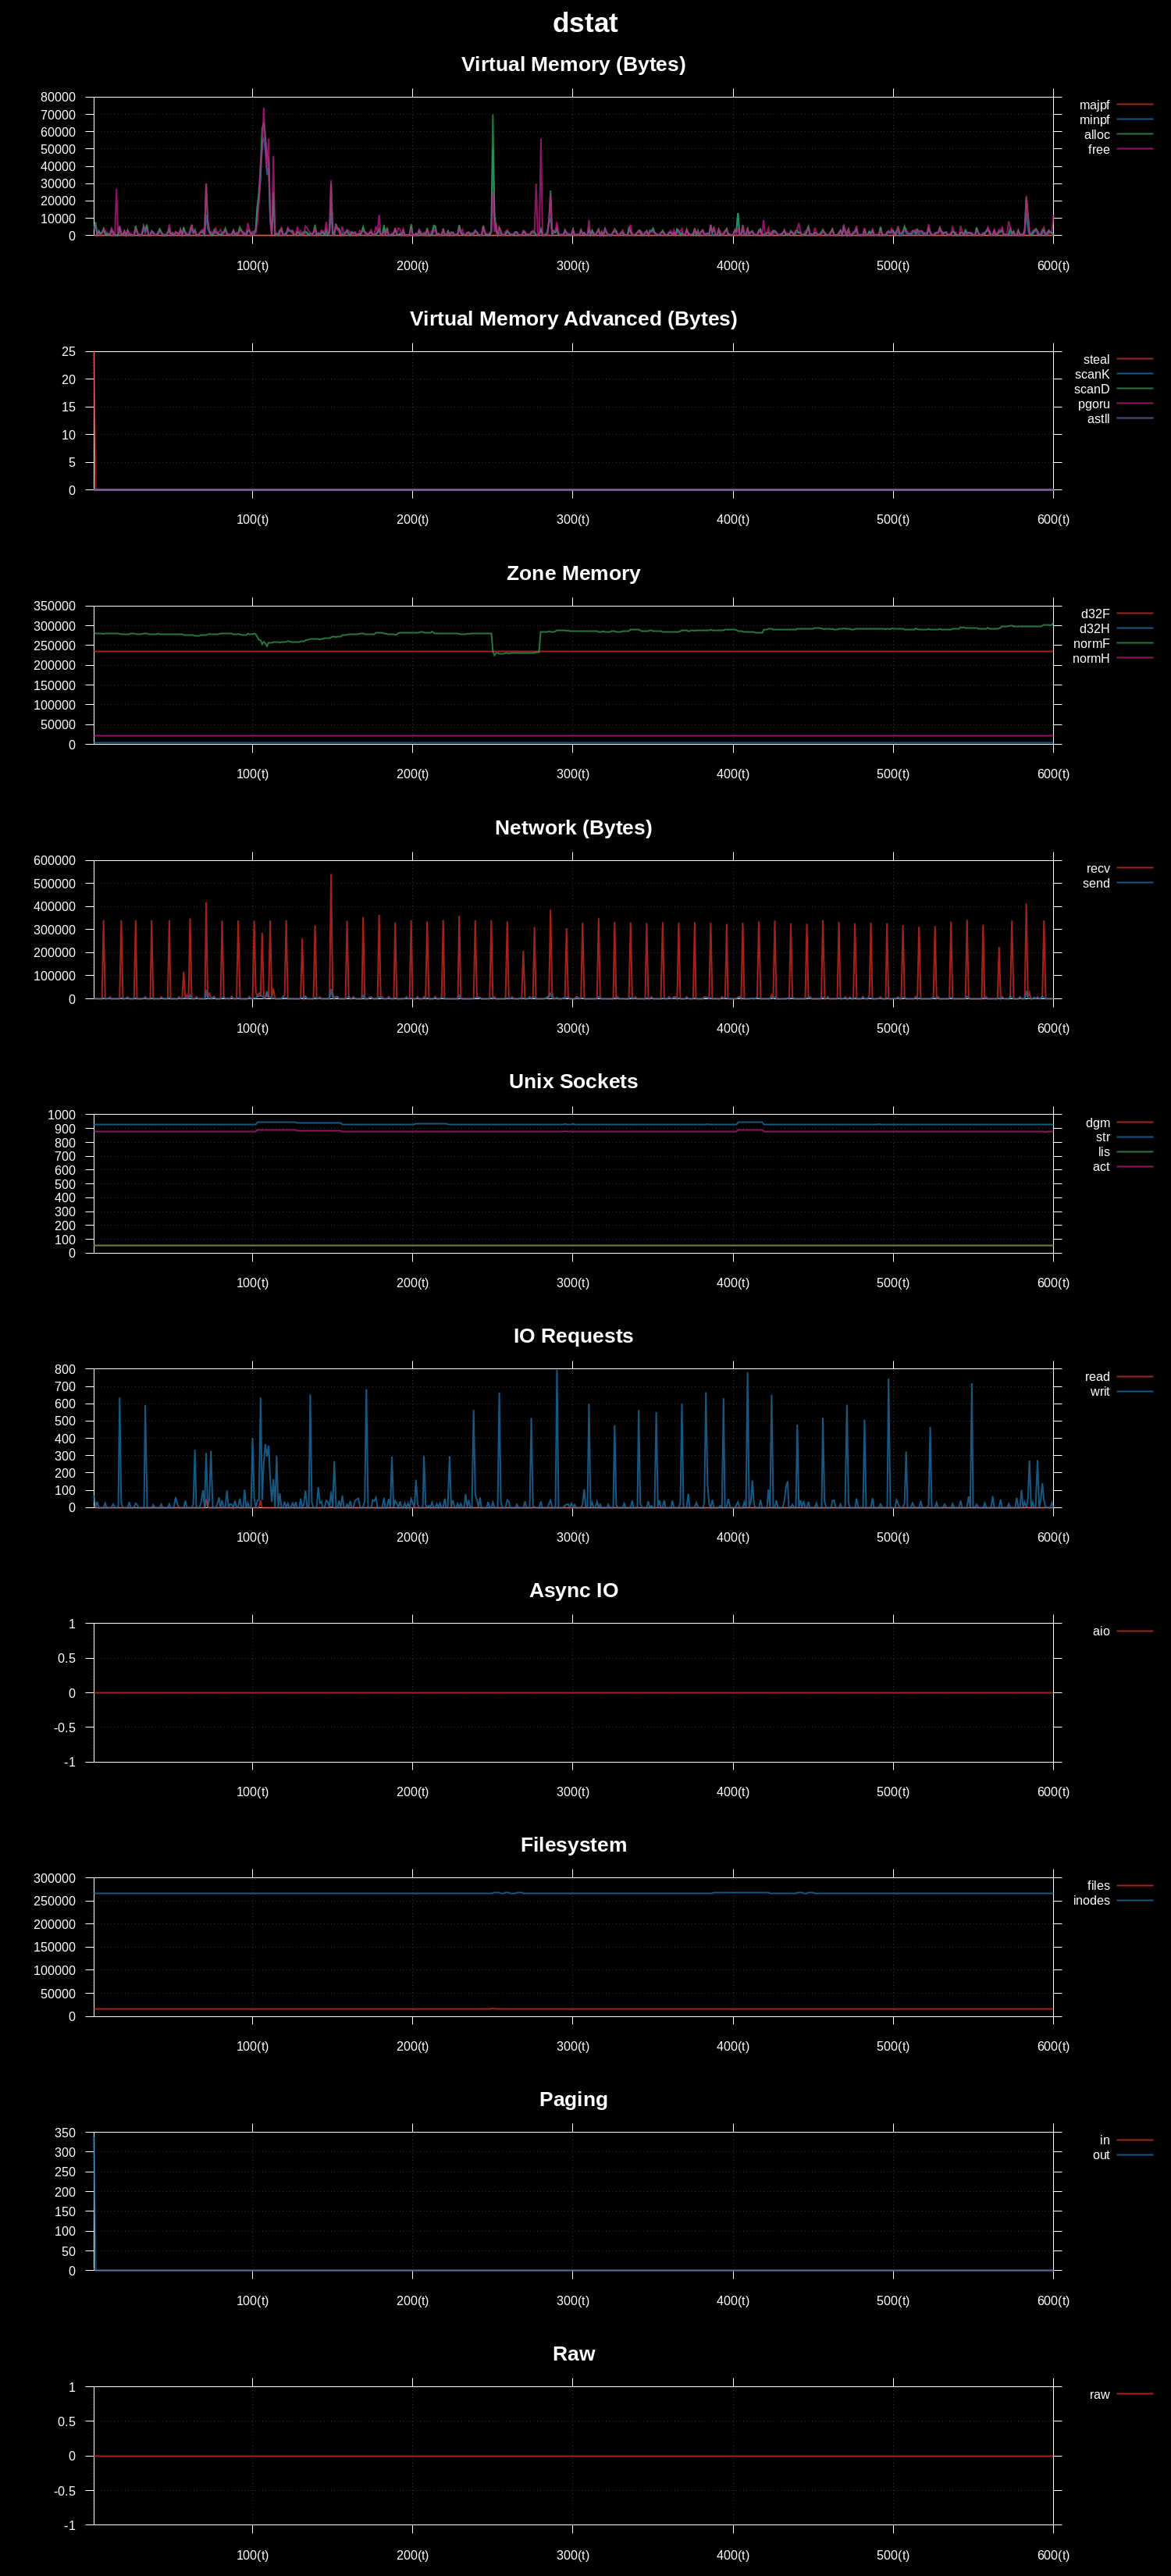 dstat
Virtual Memory (Bytes)
80000
70000
60000
50000
40000
30000
20000
10000
0
100(t) 200(t) 300(t) 400(t) 500(t) 600(t)
majpf
minpf
alloc
free
Virtual Memory Advanced (Bytes)
25
20
15
10
5
0
100(t) 200(t) 300(t) 400(t) 500(t) 600(t)
steal
scanK
scanD
pgoru
astll
Zone Memory
350000
300000
250000
200000
150000
100000
50000
0
100(t) 200(t) 300(t) 400(t) 500(t) 600(t)
d32F
d32H
normF
normH
Network (Bytes)
600000
500000
400000
300000
200000
100000
0
100(t) 200(t) 300(t) 400(t) 500(t) 600(t)
recv
send
Unix Sockets
1000
900
800
700
600
500
400
300
200
100
0
100(t) 200(t) 300(t) 400(t) 500(t) 600(t)
dgm
str
lis
act
IO Requests
800
700
600
500
400
300
200
100
0
100(t) 200(t) 300(t) 400(t) 500(t) 600(t)
read
writ
Async IO
1
0.5
0
-0.5
-1
100(t) 200(t) 300(t) 400(t) 500(t) 600(t)
aio
Filesystem
300000
250000
200000
150000
100000
50000
0
100(t) 200(t) 300(t) 400(t) 500(t) 600(t)
files
inodes
Paging
350
300
250
200
150
100
50
0
100(t) 200(t) 300(t) 400(t) 500(t) 600(t)
in
out
Raw
1
0.5
0
-0.5
-1
100(t) 200(t) 300(t) 400(t) 500(t) 600(t)
raw